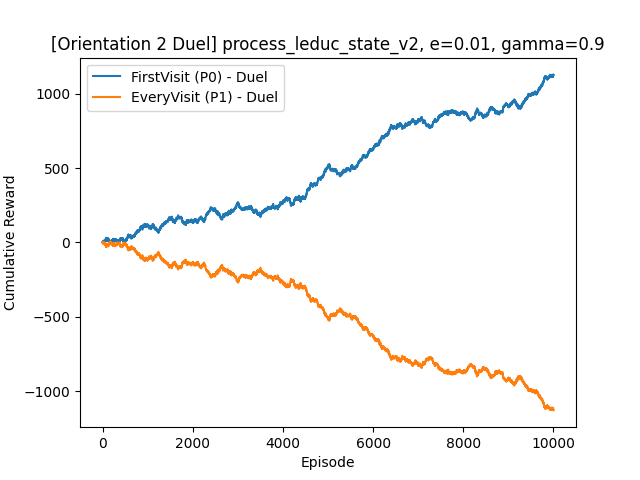 [Orientation 2 Duel] process_leduc_state_v2, e=0.01, gamma=0.9
FirstVisit (P0) - Duel
EveryVisit (P1) - Duel
1000
500
0
−500
−1000
Cumulative Reward
0
2000
4000
6000
8000
10000
Episode